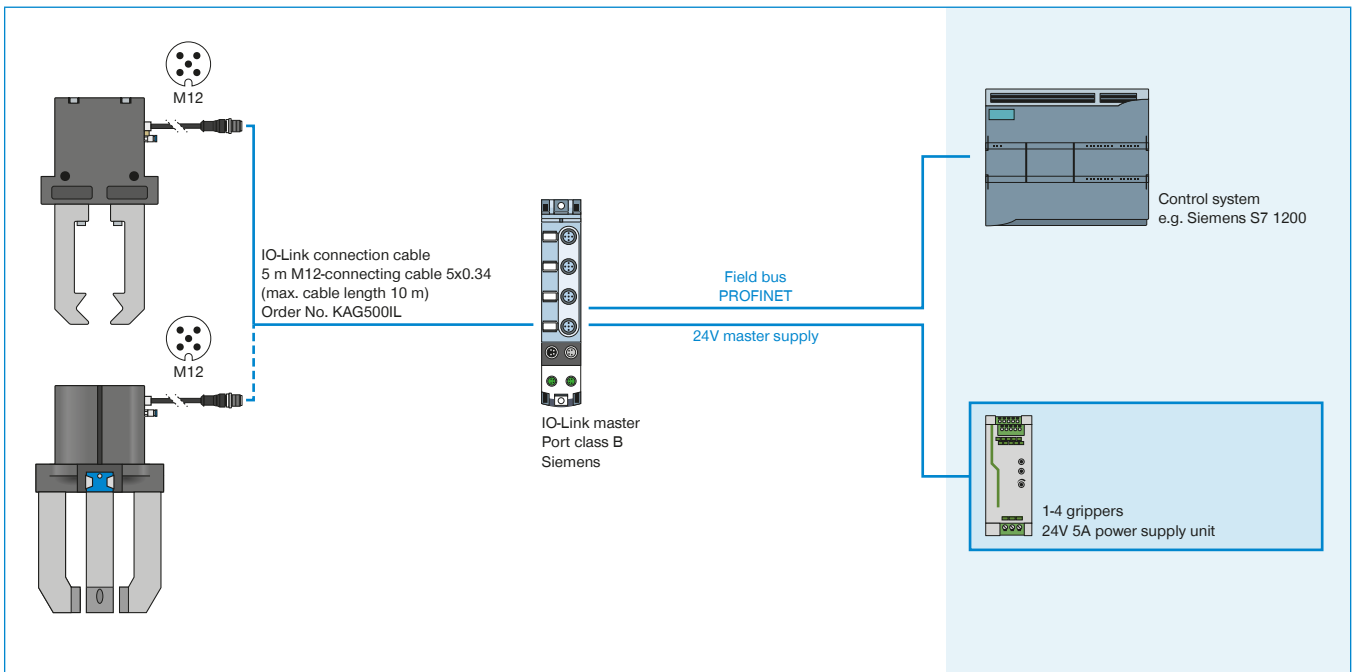 M12
IO-Link connection cable
5 m M12-connecting cable 5x0.34
(max. cable length 10 m)
Order No. KAG500IL
M12
IO-Link master
Port class B
Siemens
Field bus
PROFINET
24V master supply
Control system
e.g. Siemens S7 1200
1-4 grippers
24V 5A power supply unit